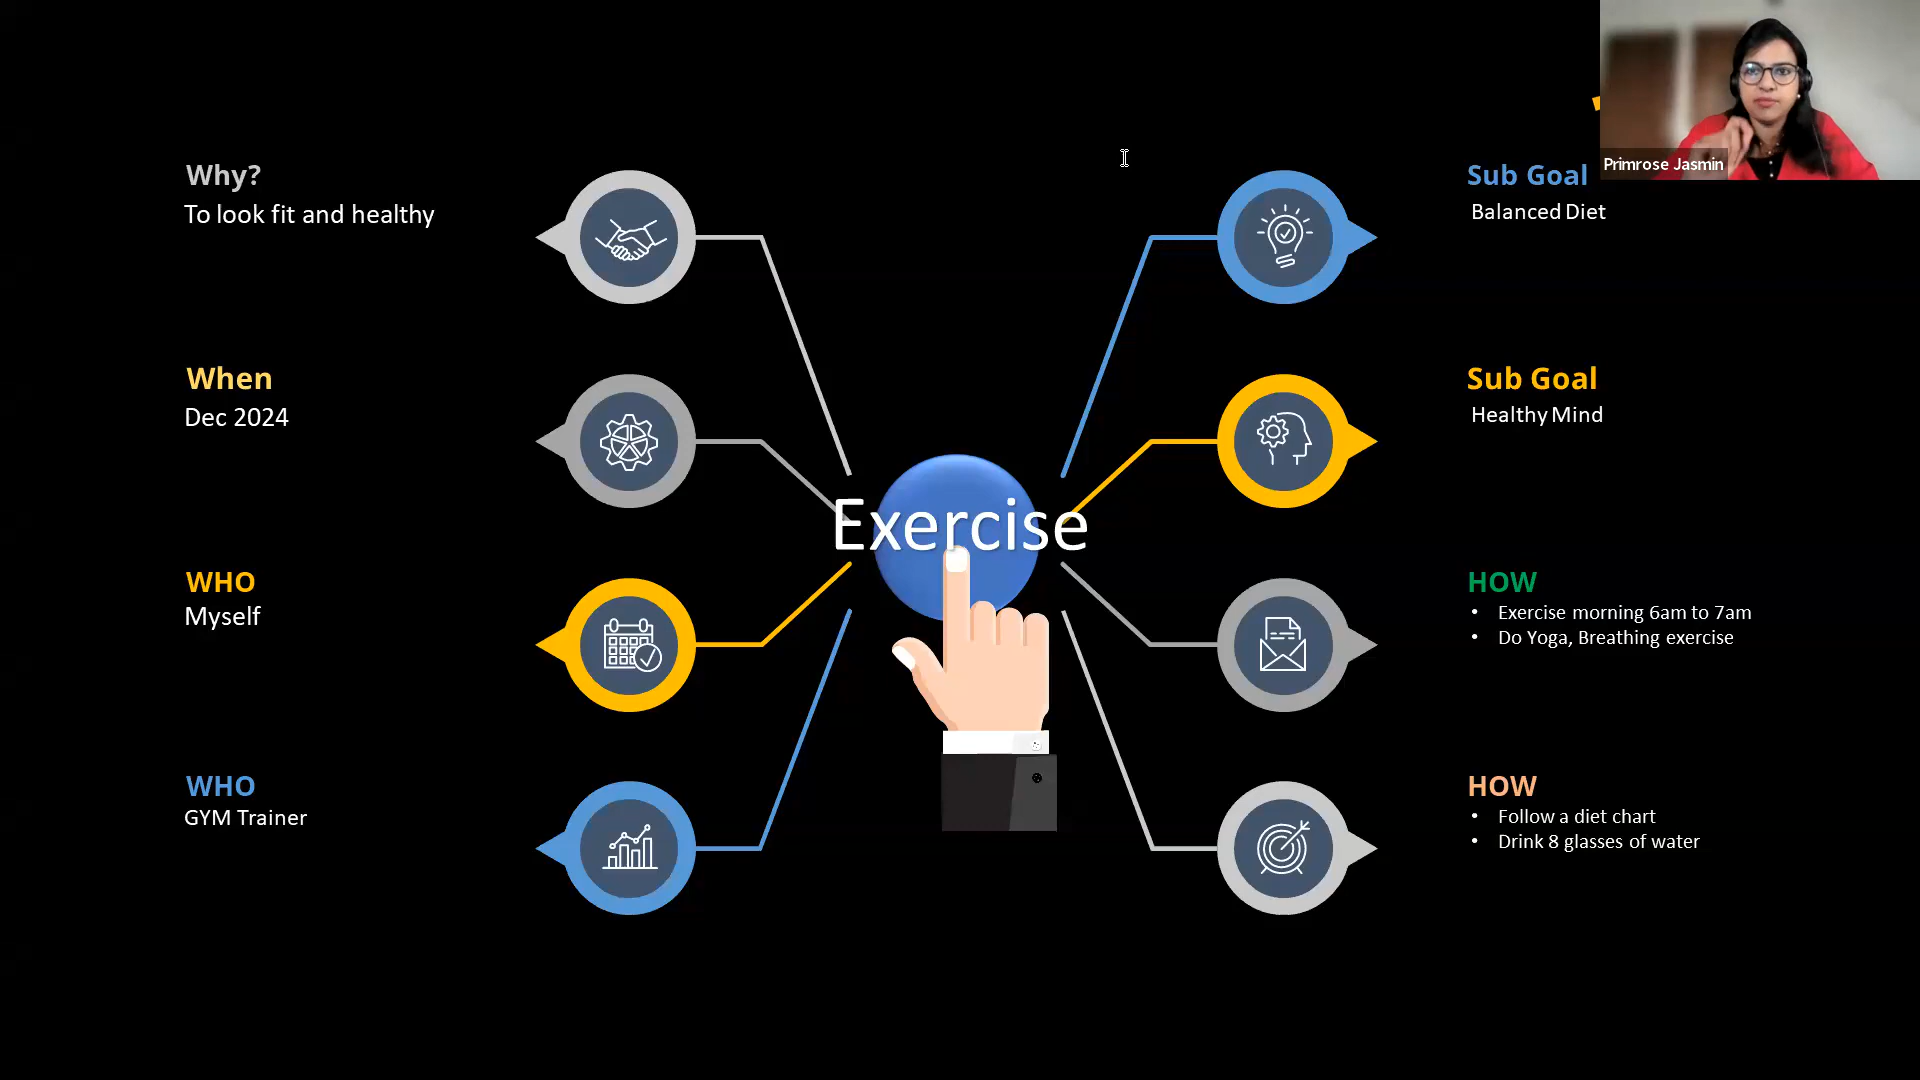 Primrose Jasmin
Why?
To look fit and healthy
When
Dec 2024
WHO
Myself
WHO
GYM Trainer
Exercise
Sub Goal
Balanced Diet
Sub Goal
Healthy Mind
HOW
• Exercise morning 6am to 7am
• Do Yoga, Breathing exercise
HOW
• Follow a diet chart
• Drink 8 glasses of water